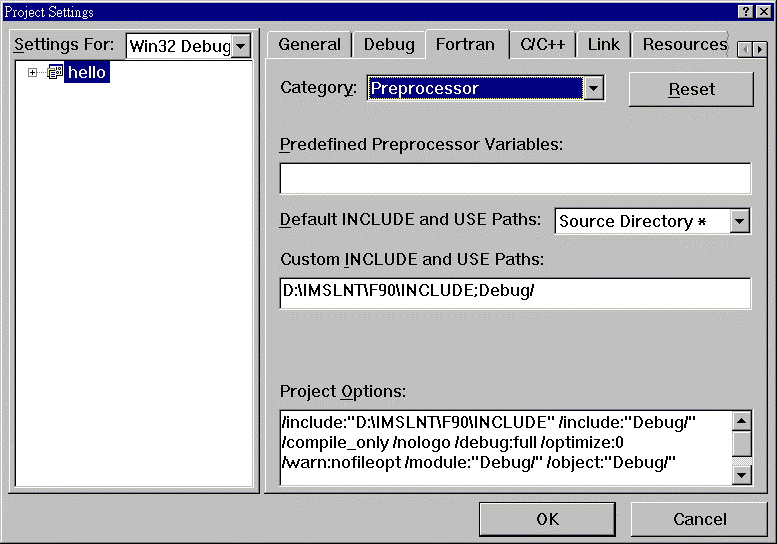 Project Settings
Settings For: Win32 Debug
hello
General Debug Fortran C/C++ Link Resources
Category: Preprocessor Reset
Predefined Preprocessor Variables:
Default INCLUDE and USE Paths: Source Directory *
Custom INCLUDE and USE Paths:
D:\IMSLNT\F90\INCLUDE;Debug/
Project Options:
/include:"D:\IMSLNT\F90\INCLUDE" /include:"Debug/"
/compile_only /nologo /debug:full /optimize:0
/warn:nofileopt /module:"Debug/" /object:"Debug/"
OK Cancel